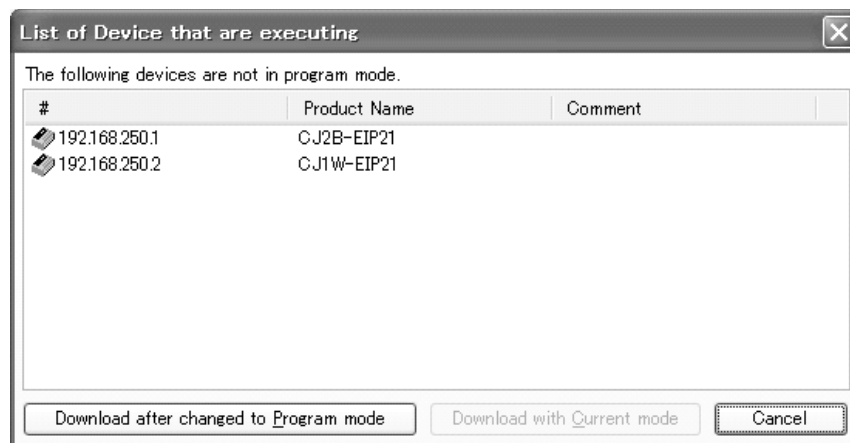 List of Device that are executing
The following devices are not in program mode.
# Product Name Comment
192.168.250.1 CJ2B-EIP21
192.168.250.2 CJ1W-EIP21
Download after changed to Program mode Download with Current mode Cancel